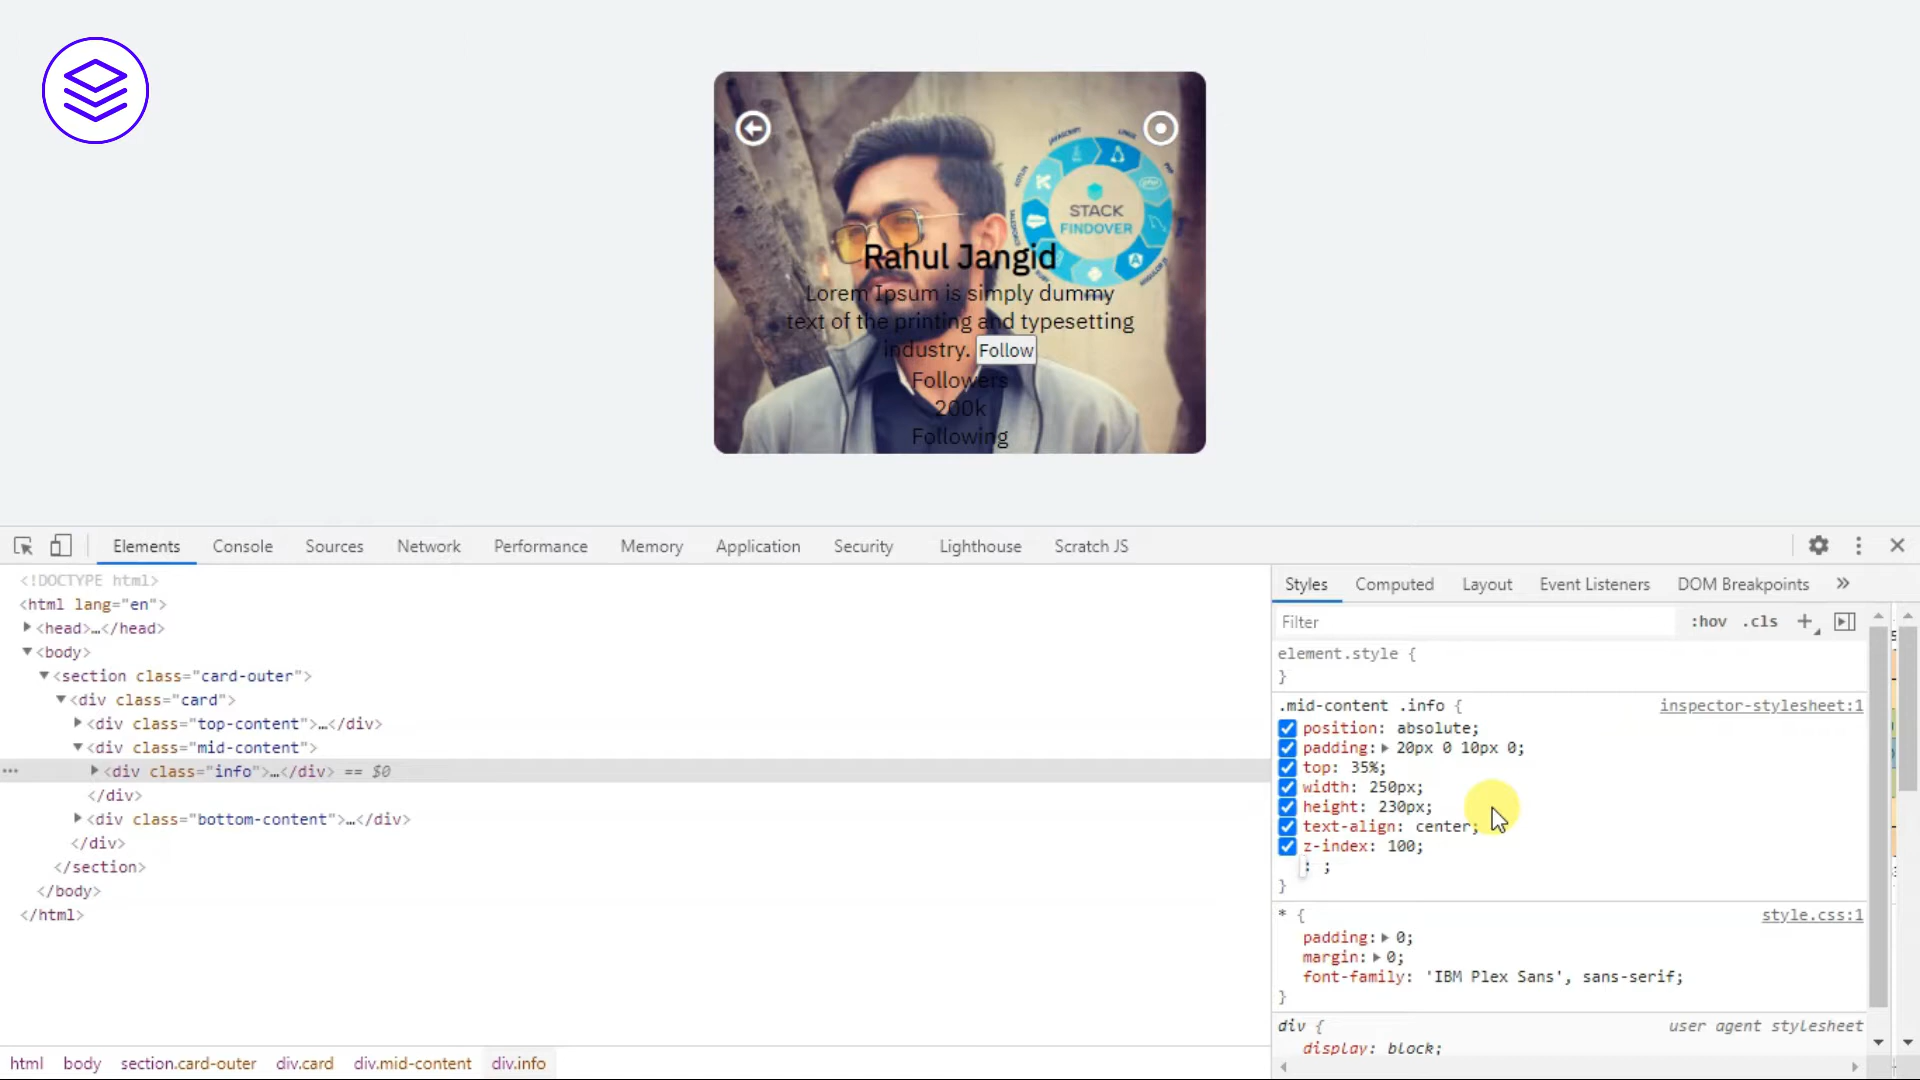 JAVASCRIPT
LINUX
PHP
KOTLIN
SALESFORCE
php
STACK
FINDOVER
Rahul Jangid
Lorem Ipsum is simply dummy
text of the printing and typesetting
industry. Follow
Followers
200k
Following
Elements Console Sources Network Performance Memory Application Security Lighthouse Scratch JS
<!DOCTYPE html>
<html lang="en">
<head>…</head>
<body>
<section class="card-outer">
<div class="card">
<div class="top-content">…</div>
<div class="mid-content">
<div class="info">…</div> == $0
</div>
<div class="bottom-content">…</div>
</div>
</section>
</body>
</html>
html body section.card-outer div.card div.mid-content div.info
Styles Computed Layout Event Listeners DOM Breakpoints »
Filter :hov .cls +
element.style {
}
.mid-content .info { inspector-stylesheet:1
position: absolute;
padding: 20px 0 10px 0;
top: 35%;
width: 250px;
height: 230px;
text-align: center;
z-index: 100;
: ;
}
* { style.css:1
padding: 0;
margin: 0;
font-family: 'IBM Plex Sans', sans-serif;
}
div { user agent stylesheet
display: block;